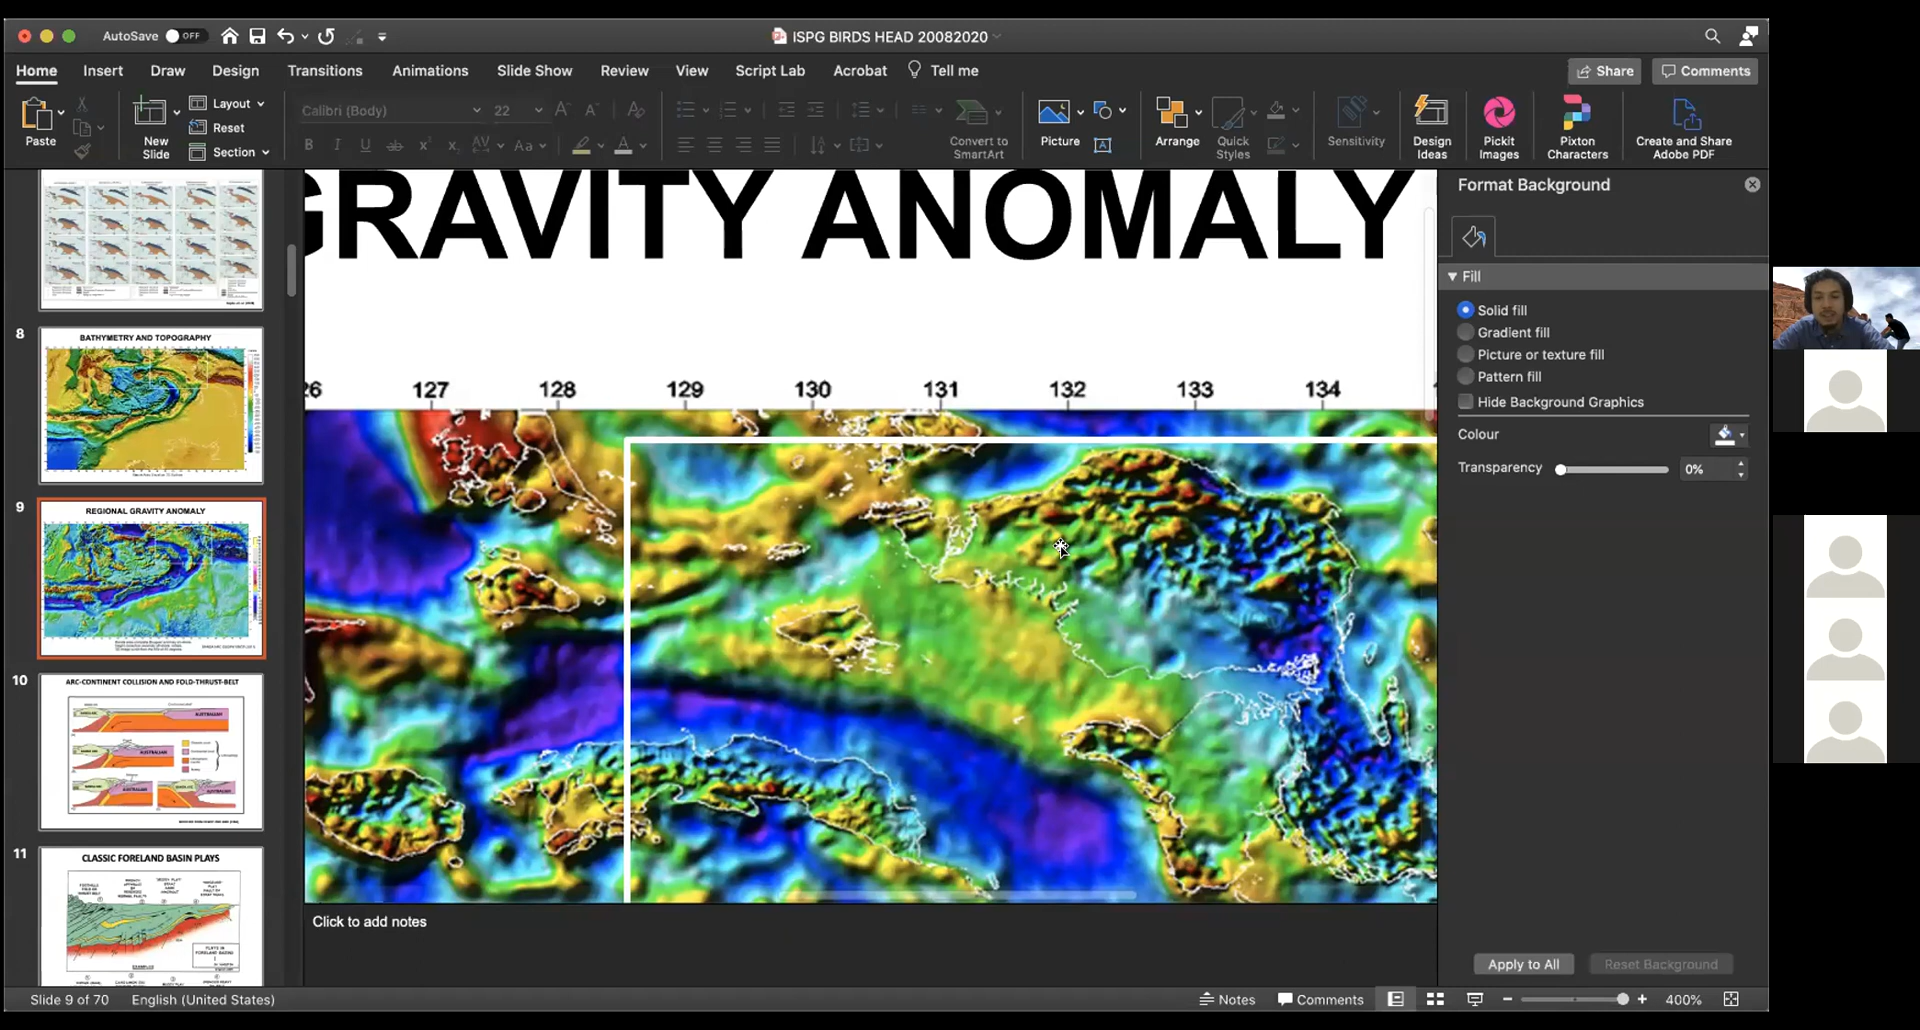 AutoSave OFF
ISPG BIRDS HEAD 20082020
Home Insert Draw Design Transitions Animations Slide Show Review View Script Lab Acrobat Tell me
Share Comments
Paste
New Slide
Layout
Reset
Section
Calibri (Body) 22
Convert to SmartArt
Picture
Arrange
Quick Styles
Sensitivity
Design Ideas
Pickit Images
Pixton Characters
Create and Share Adobe PDF
8
BATHYMETRY AND TOPOGRAPHY
9
REGIONAL GRAVITY ANOMALY
10
ARC-CONTINENT COLLISION AND FOLD-THRUST-BELT
AUSTRALIAN
AUSTRALIAN
AUSTRALIAN
11
CLASSIC FORELAND BASIN PLAYS
GRAVITY ANOMALY
26 127 128 129 130 131 132 133 134
Click to add notes
Format Background
Fill
Solid fill
Gradient fill
Picture or texture fill
Pattern fill
Hide Background Graphics
Colour
Transparency 0%
Apply to All Reset Background
Slide 9 of 70 English (United States)
Notes Comments 400%